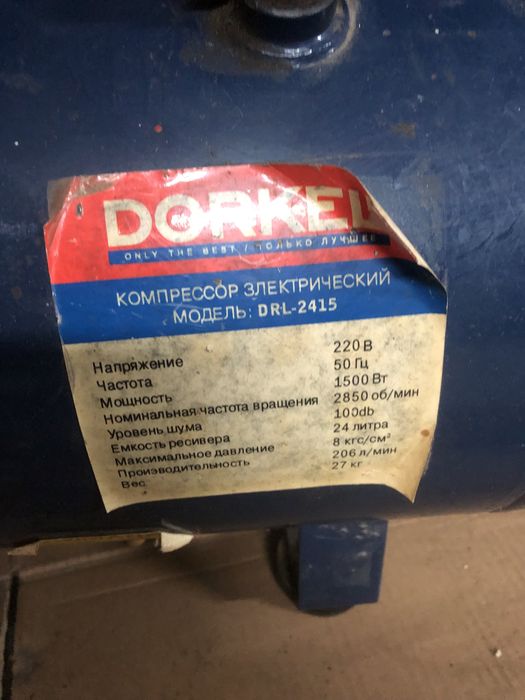 DORKEL
ONLY THE BEST / ТОЛЬКО ЛУЧШЕЕ
КОМПРЕССОР ЭЛЕКТРИЧЕСКИЙ
МОДЕЛЬ: DRL-2415
Напряжение 220 В
Частота 50 Гц
Мощность 1500 Вт
Номинальная частота вращения 2850 об/мин
Уровень шума 100db
Емкость ресивера 24 литра
Максимальное давление 8 кгс/см²
Производительность 206 л/мин
Вес 27 кг